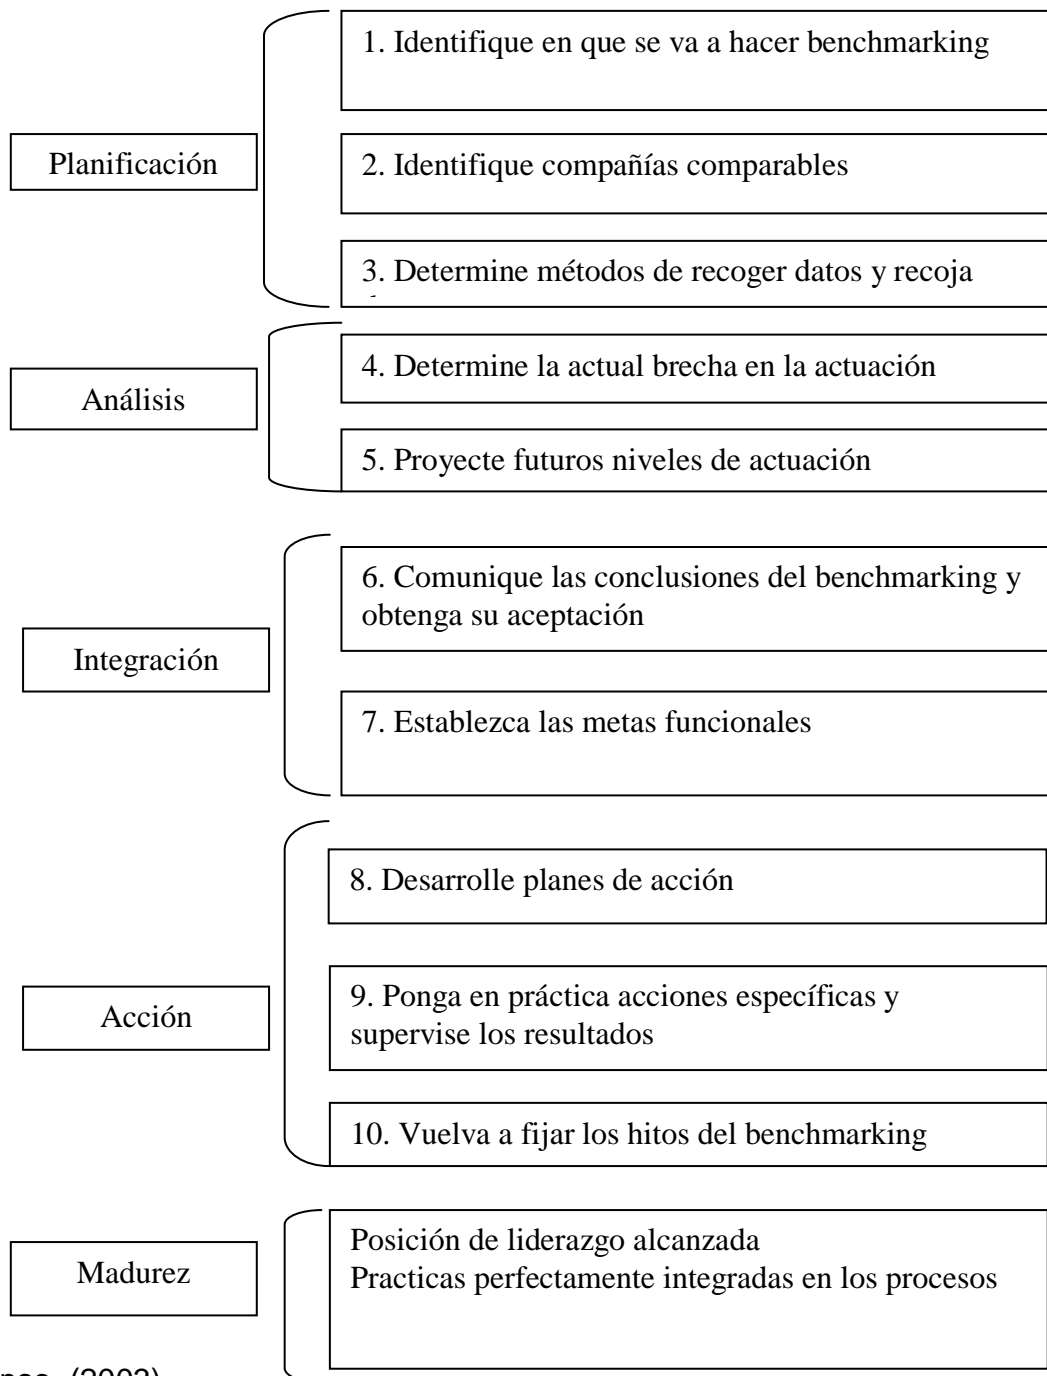 1. Identifique en que se va a hacer benchmarking
Planificación
2. Identifique compañías comparables
3. Determine métodos de recoger datos y recoja
4. Determine la actual brecha en la actuación
Análisis
5. Proyecte futuros niveles de actuación
6. Comunique las conclusiones del benchmarking y
obtenga su aceptación
Integración
7. Establezca las metas funcionales
8. Desarrolle planes de acción
9. Ponga en práctica acciones específicas y
supervise los resultados
Acción
10. Vuelva a fijar los hitos del benchmarking
Posición de liderazgo alcanzada
Practicas perfectamente integradas en los procesos
Madurez
(2003)